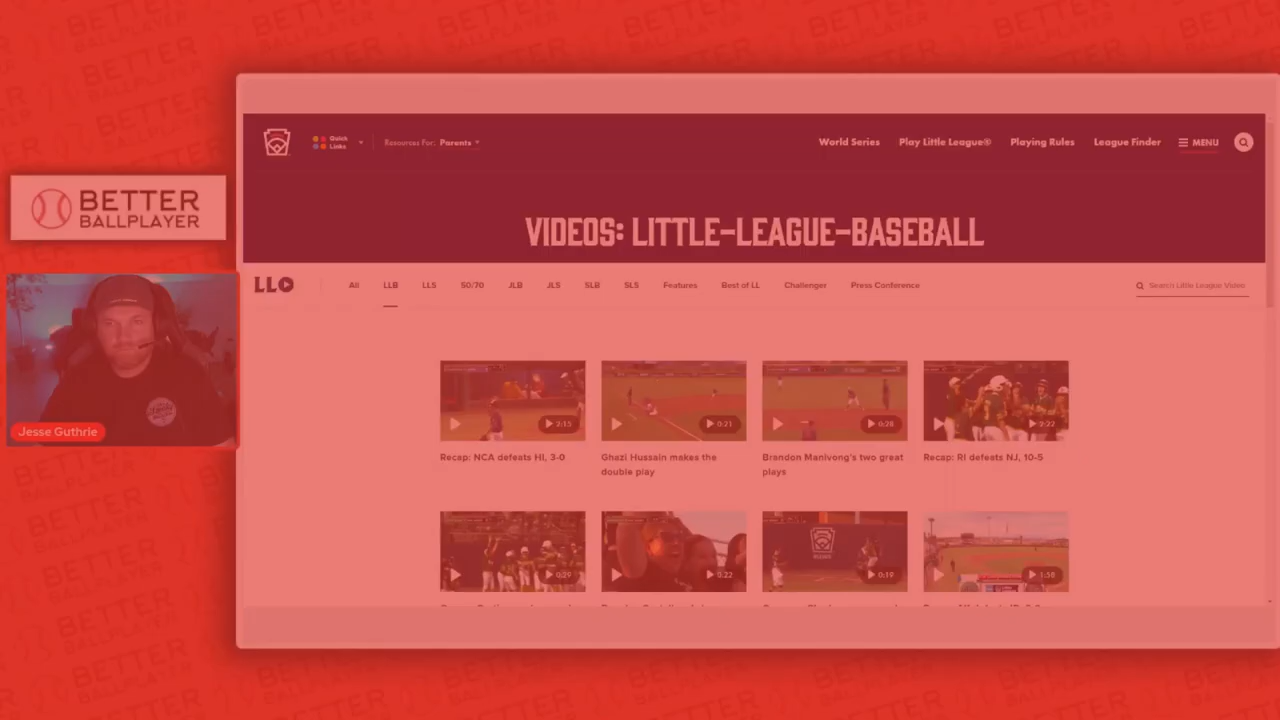 BETTER
BALLPLAYER
Jesse Guthrie
Quick
Links
Resources For: Parents
World Series
Play Little League®
Playing Rules
League Finder
MENU
VIDEOS: LITTLE-LEAGUE-BASEBALL
LL
All
LLB
LLS
50/70
JLB
JLS
SLB
SLS
Features
Best of LL
Challenger
Press Conference
Search Little League Video
2:15
0:21
0:28
2:22
Recap: NCA defeats HI, 3-0
Ghazi Hussain makes the
double play
Brandon Manivong's two great
plays
Recap: RI defeats NJ, 10-5
0:29
0:22
0:19
1:58